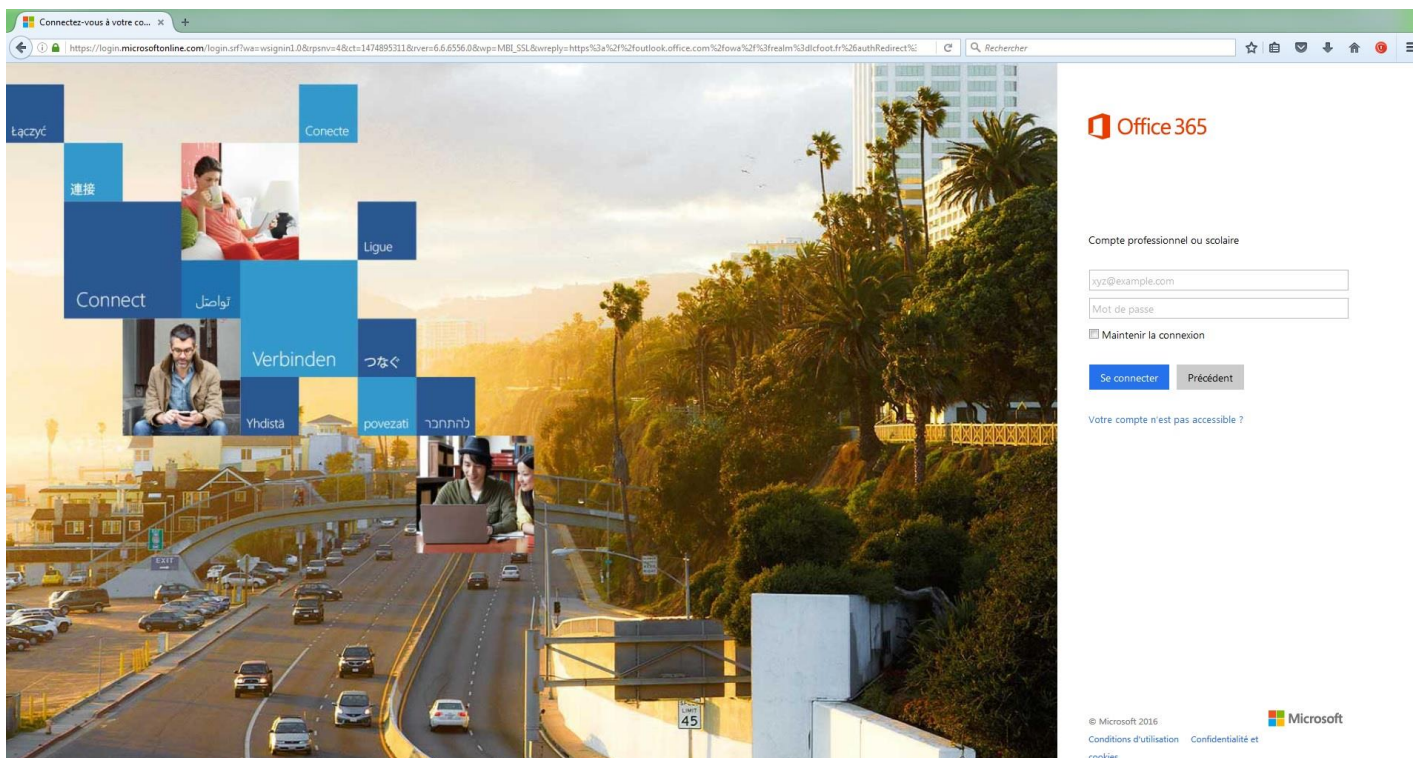 Connectez-vous à votre co...
https://login.microsoftonline.com/login.srf?wa=wsignin1.0&rpsnv=4&ct=1474895311&rver=6.6.6556.0&wp=MBI_SSL&wreply=https%3a%2f%2foutlook.office.com%2fowa%2f%3frealm%3dlcfoot.fr%26authRedirect%
Rechercher
Łączyć
Conecte
連接
Ligue
Connect
تواصَل
Verbinden
つなぐ
Yhdistä
povezati
להתחבר
EXIT
LIMIT
45
Office 365
Compte professionnel ou scolaire
xyz@example.com
Mot de passe
Maintenir la connexion
Se connecter
Précédent
Votre compte n'est pas accessible ?
© Microsoft 2016
Microsoft
Conditions d'utilisation Confidentialité et
cookies